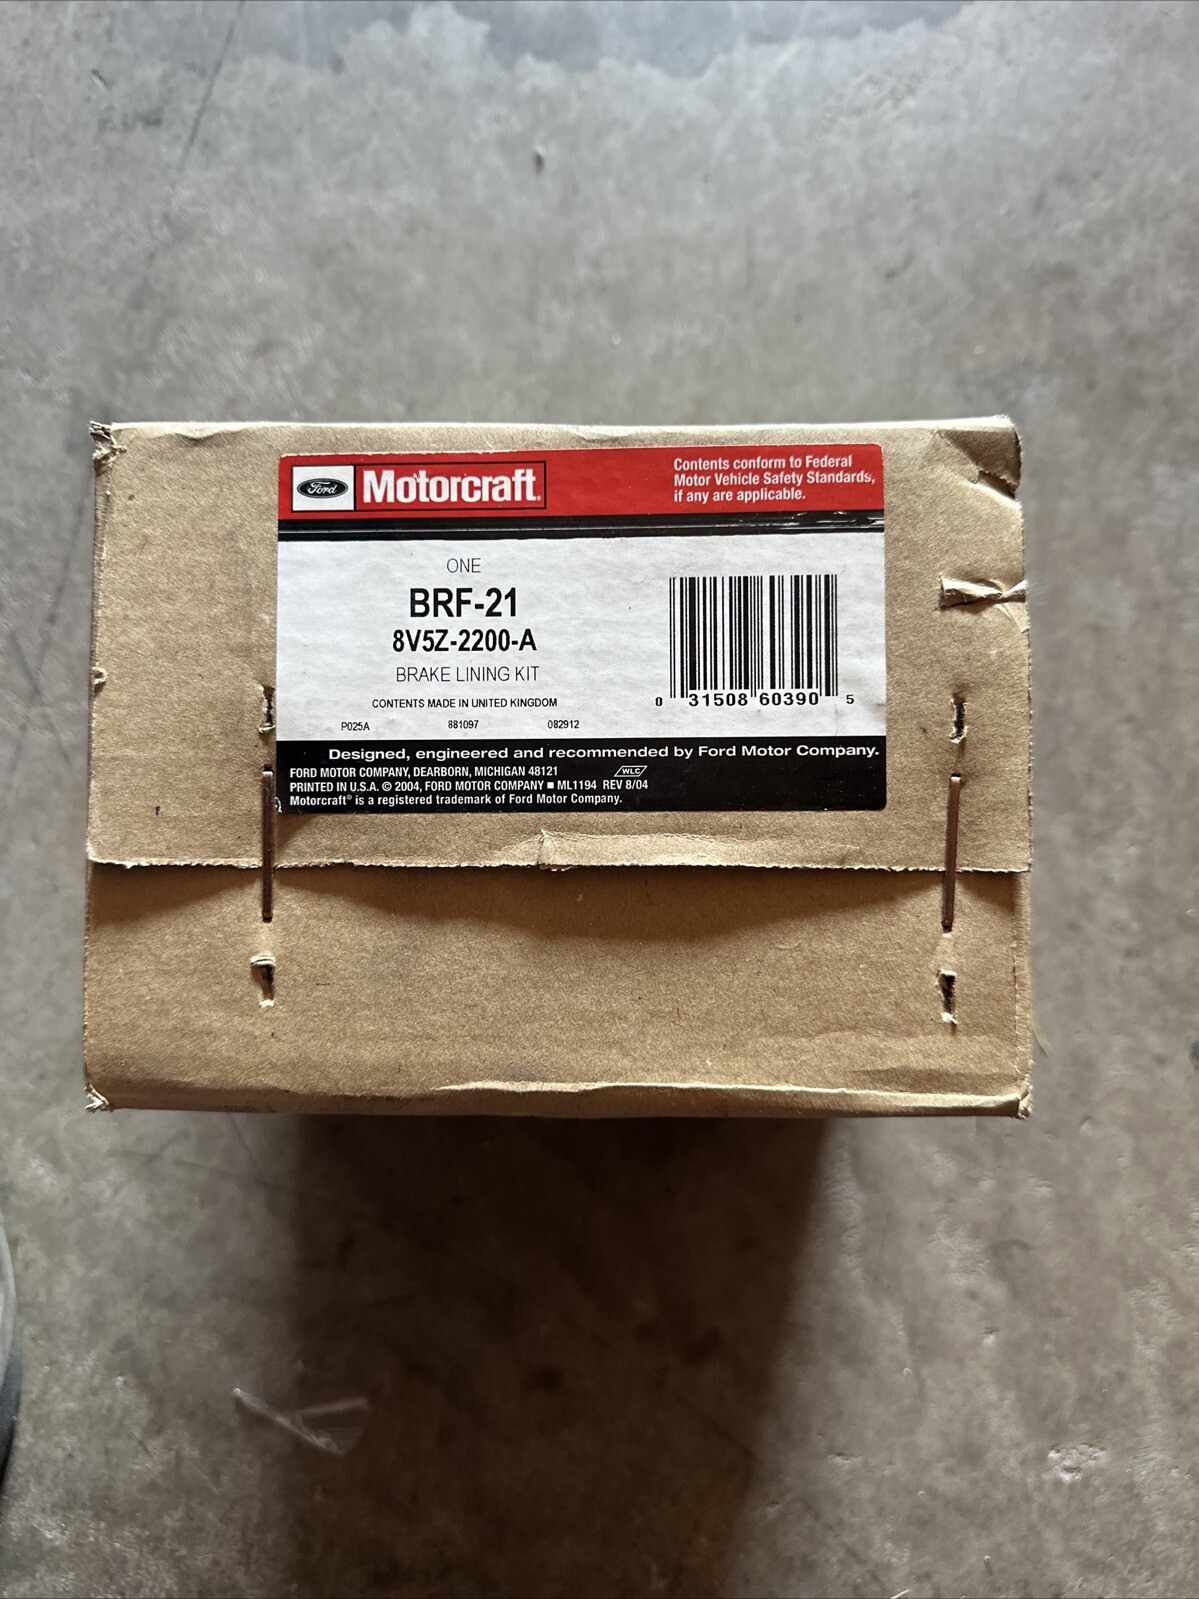 Ford Motorcraft®
Contents conform to Federal
Motor Vehicle Safety Standards,
if any are applicable.
ONE
BRF-21
8V5Z-2200-A
BRAKE LINING KIT
CONTENTS MADE IN UNITED KINGDOM
P025A 881097 082912
0 31508 60390 5
Designed, engineered and recommended by Ford Motor Company.
FORD MOTOR COMPANY, DEARBORN, MICHIGAN 48121 WLC
PRINTED IN U.S.A. © 2004, FORD MOTOR COMPANY ■ ML1194 REV 8/04
Motorcraft® is a registered trademark of Ford Motor Company.